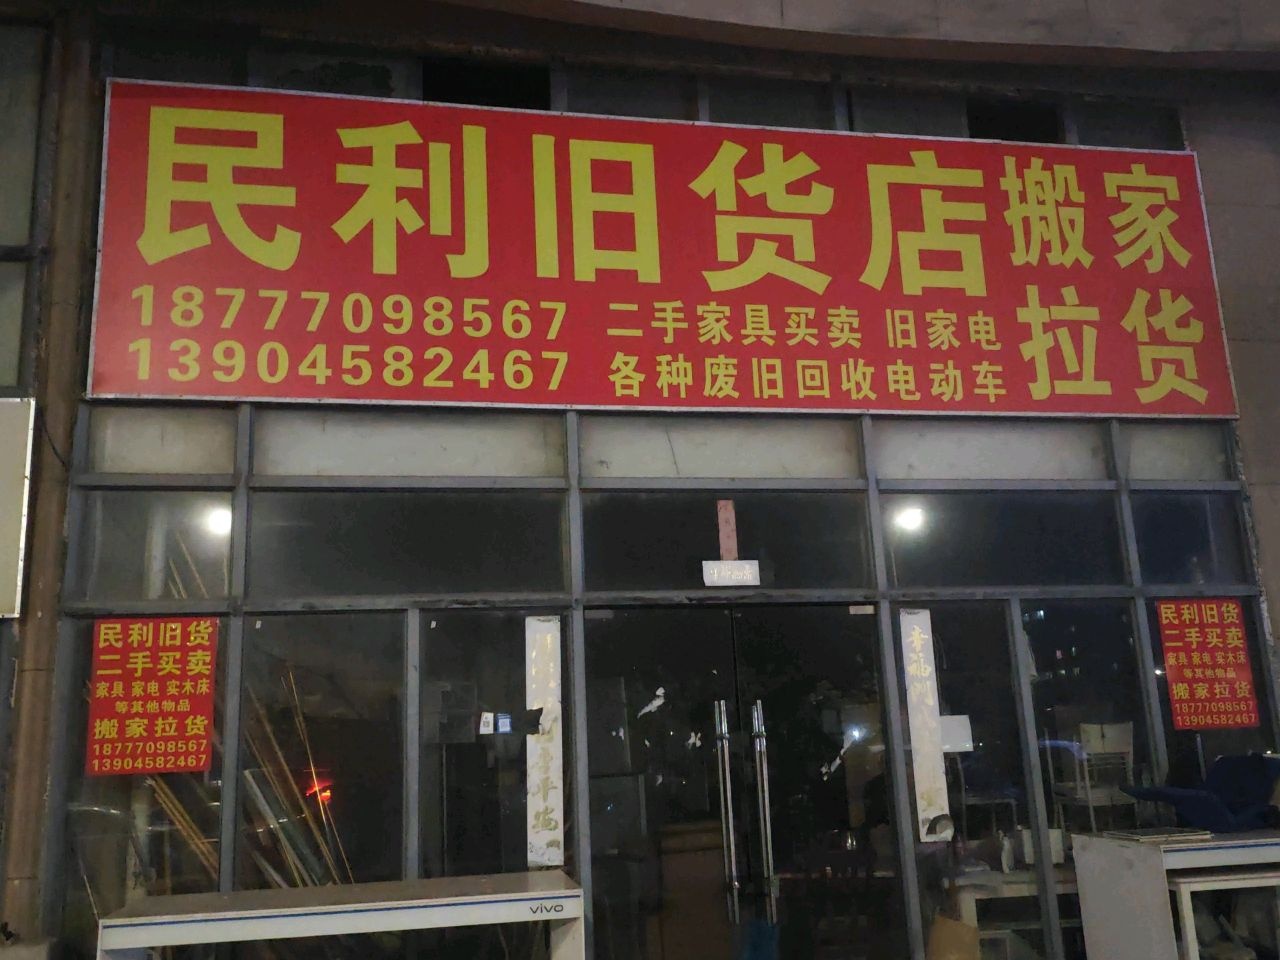 民利旧货店
搬家
拉货
18777098567
13904582467
二手家具买卖 旧家电
各种废旧回收电动车
民利旧货
二手买卖
家具 家电 实木床
等其他物品
搬家拉货
18777098567
13904582467
幸福
平安
民利旧货
二手买卖
家具 家电 实木床
等其他物品
搬家拉货
18777098567
13904582467
vivo